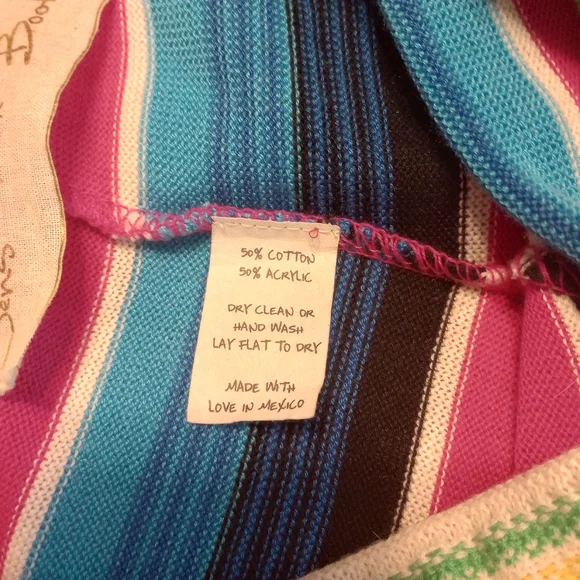 50% COTTON
50% ACRYLIC
DRY CLEAN OR
HAND WASH
LAY FLAT TO DRY
MADE WITH
LOVE IN MEXICO